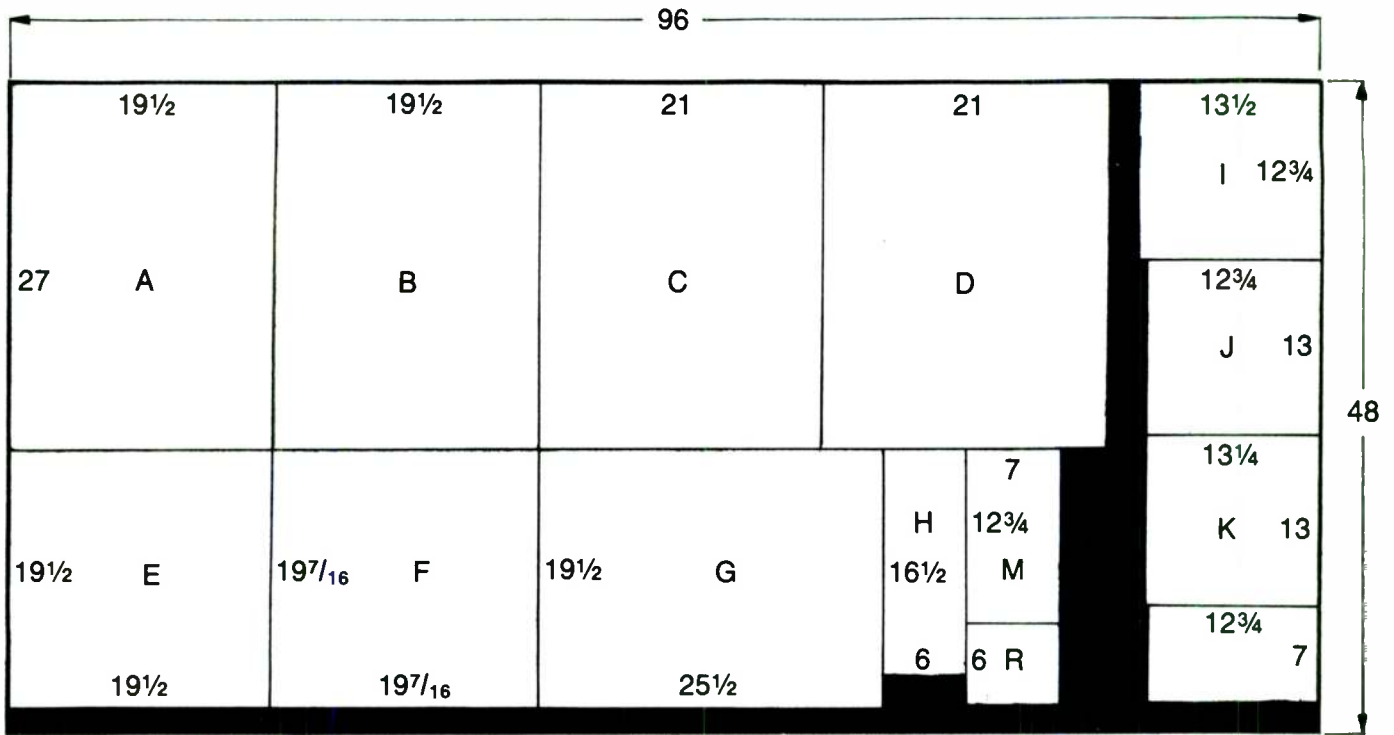 96
19½ 19½ 21 21 13½
I 12¾
27 A B C D
12¾
J 13
48
13¼
7
H 12¾ K 13
19½ E 19⁷/₁₆ F 19½ G 16½ M
12¾
6 6 R 7
19½ 19⁷/₁₆ 25½